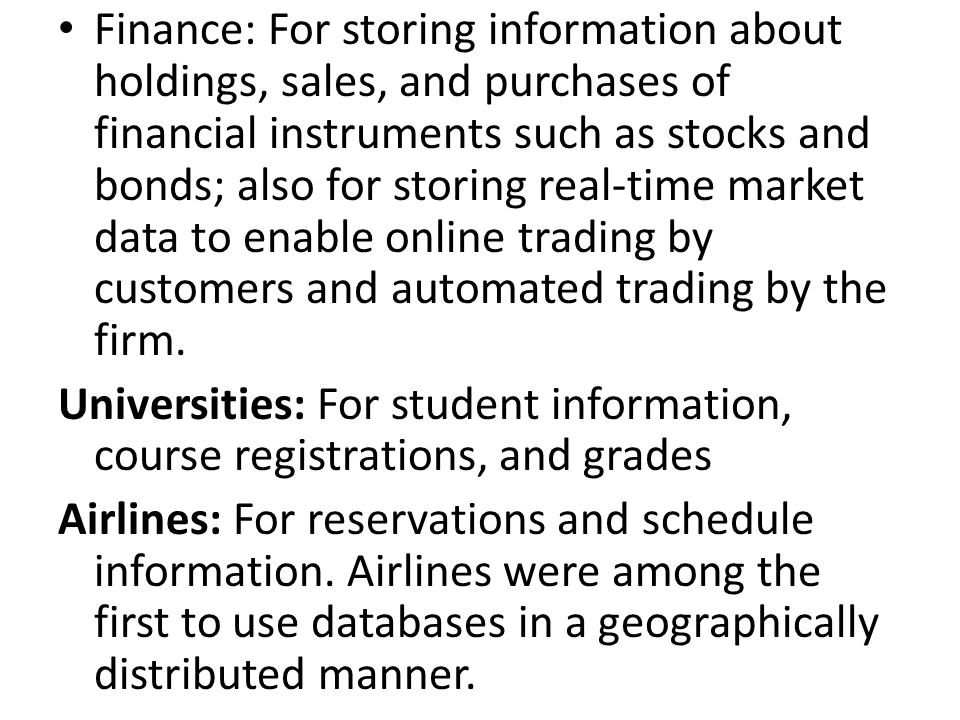 • Finance: For storing information about
holdings, sales, and purchases of
financial instruments such as stocks and
bonds; also for storing real-time market
data to enable online trading by
customers and automated trading by the
firm.
Universities: For student information,
course registrations, and grades
Airlines: For reservations and schedule
information. Airlines were among the
first to use databases in a geographically
distributed manner.